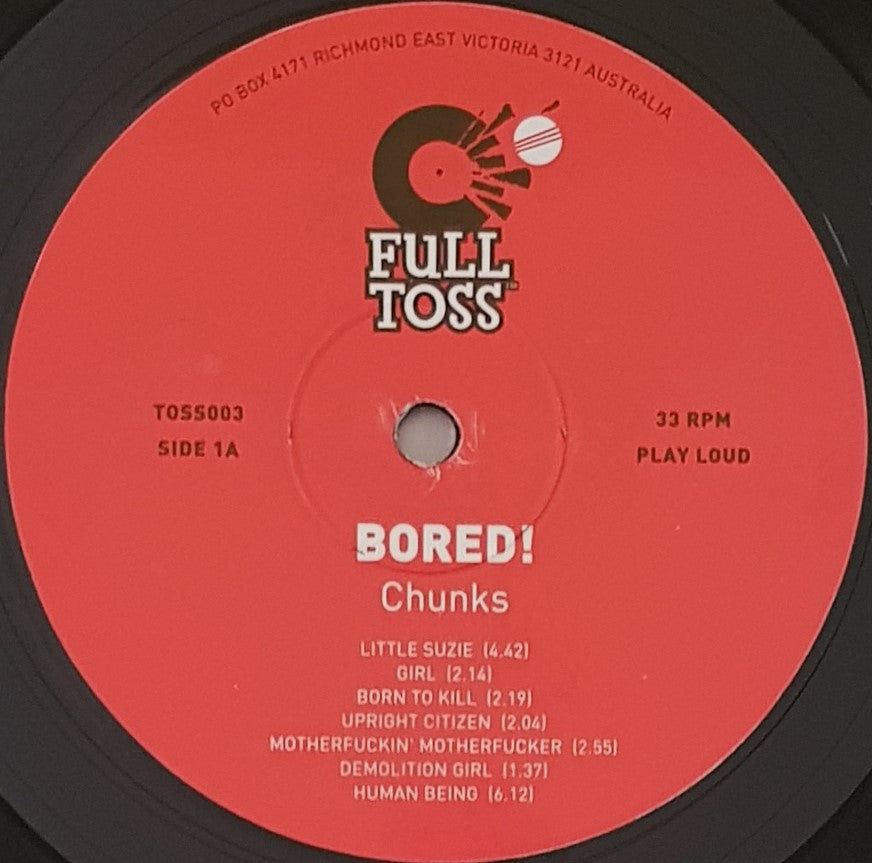 PO BOX 4171 RICHMOND EAST VICTORIA 3121 AUSTRALIA
FULL
TOSS™
TOSS003
SIDE 1A
33 RPM
PLAY LOUD
BORED!
Chunks
LITTLE SUZIE (4.42)
GIRL (2.14)
BORN TO KILL (2.19)
UPRIGHT CITIZEN (2.04)
MOTHERFUCKIN' MOTHERFUCKER (2.55)
DEMOLITION GIRL (1.37)
HUMAN BEING (6.12)